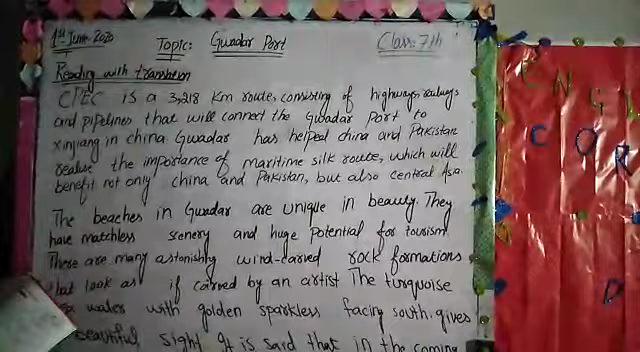 1st June 2020
Topic: Gwadar Port
Class: 7th
Reading with translation
CPEC is a 3,218 km route, consisting of highways, railways
and pipelines that will connect the Gwadar Port to
xinjiang in china. Gwadar has helped china and Pakistan
realise the importance of maritime silk route, which will
benefit not only china and Pakistan, but also central Asia.
The beaches in Gwadar are unique in beauty. They
have matchless scenery and huge potential for tourism
There are many astonishing wind-carved rock formations
that look as if carved by an artist The turquoise
water with golden sparkless facing south. gives
beautiful sight. It is said that in the coming
ENGL
COR
D